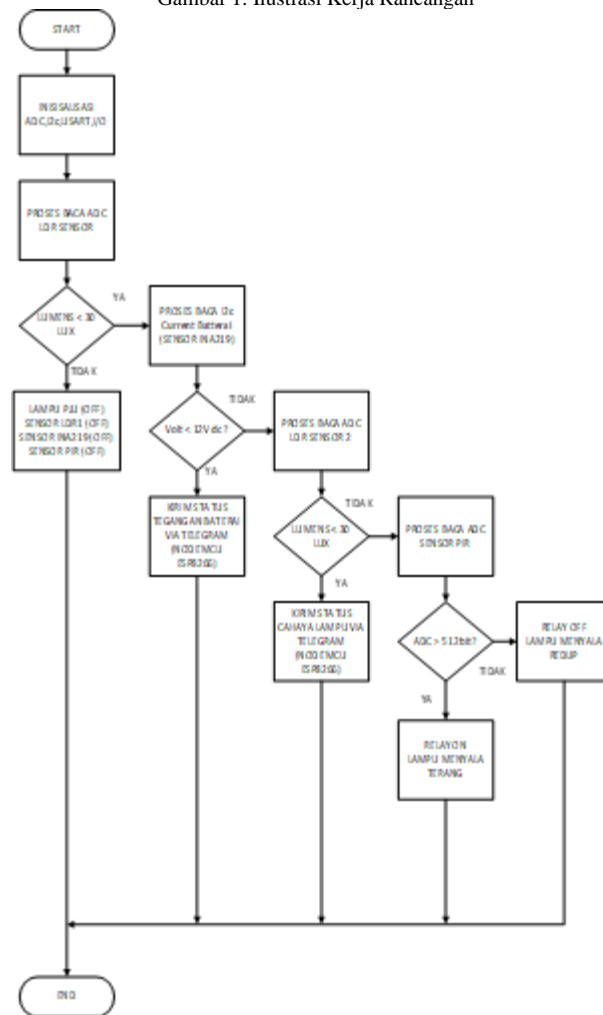 Gambar 1. Ilustrasi Kerja Rancangan
START
INISISALISASI
ADC,I2c,USART,I/O
PROSES BACA ADC
LDR SENSOR
LUMENS < 30
LUX
YA
TIDAK
PROSES BACA I2c
Current Batterai
(SENSOR INA219)
LAMPU PJU (OFF)
SENSOR LDR1 (OFF)
SENSOR INA219 (OFF)
SENSOR PIR (OFF)
Volt < 12V dc?
TIDAK
YA
PROSES BACA ADC
LDR SENSOR 2
KIRIM STATUS
TEGANGAN BATERAI
VIA TELEGRAM
(NODEMCU
ESP8266)
LUMENS < 30
LUX
TIDAK
YA
PROSES BACA ADC
SENSOR PIR
KIRIM STATUS
CAHAYA LAMPU VIA
TELEGRAM
(NODEMCU
ESP8266)
ADC > 512bit?
TIDAK
YA
RELAY OFF
LAMPU MENYALA
REDUP
RELAY ON
LAMPU MENYALA
TERANG
END